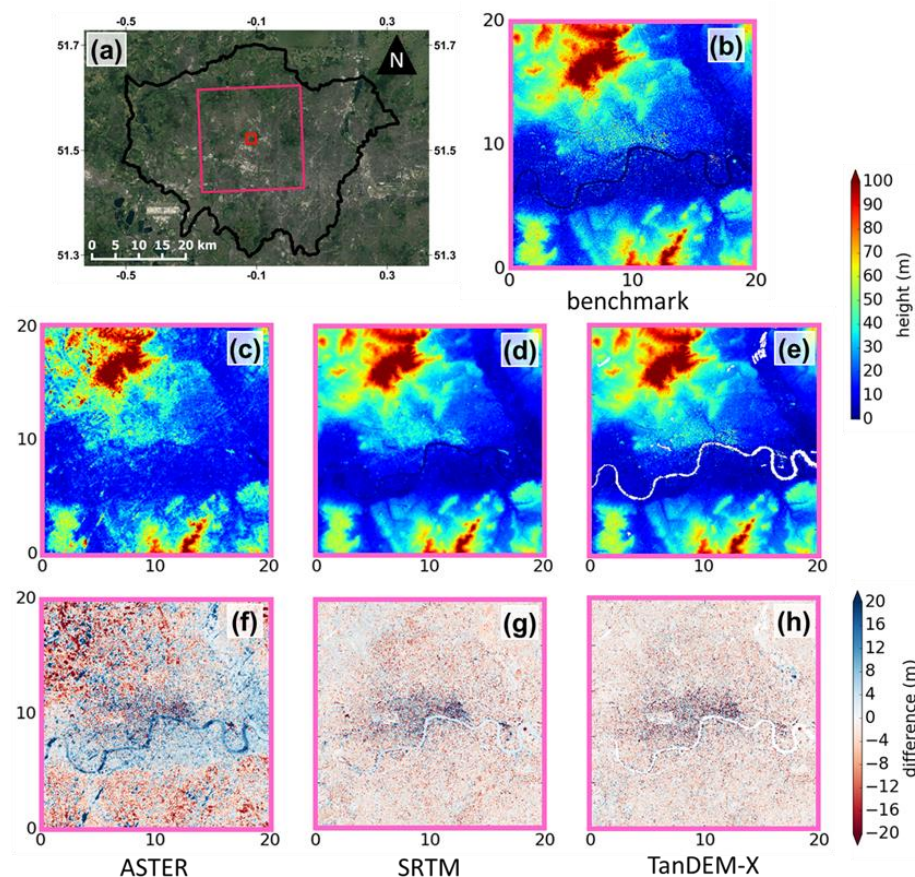 -0.5 -0.1 0.3
51.7 (a) N 51.7
51.5 51.5
0 5 10 15 20 km
51.3 51.3
-0.5 -0.1 0.3
20 (b)
10
0
0 10 20
benchmark
100
90
80
70
60
50
40
30
20
10
0
height (m)
20 (c) (d) (e)
10
0
0 10 20 0 10 20 0 10 20
20 (f) (g) (h)
10
0
0 10 20 0 10 20 0 10 20
ASTER SRTM TanDEM-X
20
16
12
8
4
0
−4
−8
−12
−16
−20
difference (m)